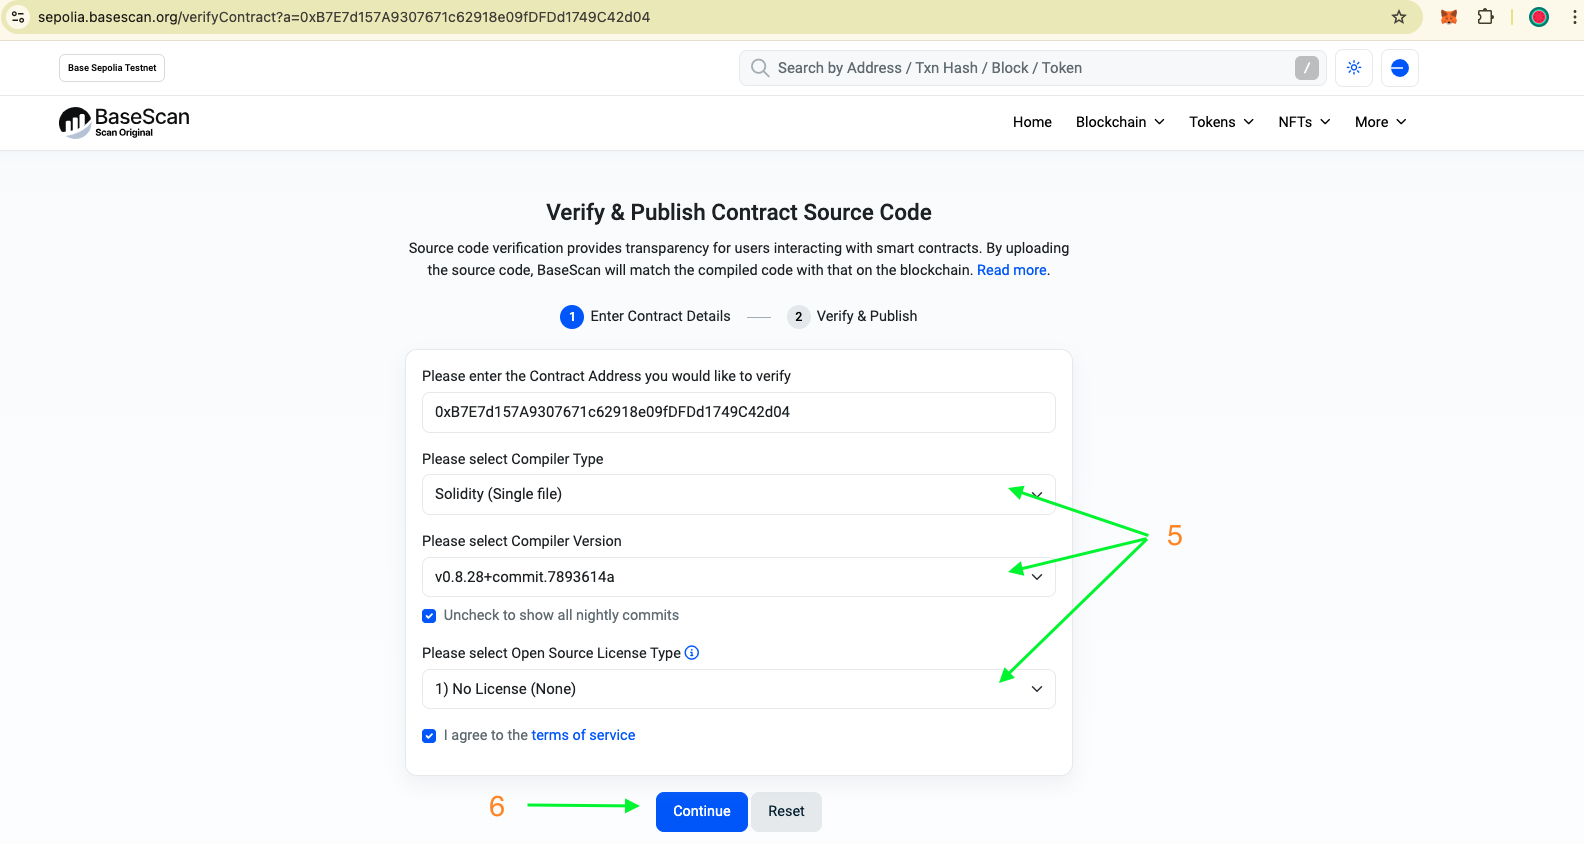 sepolia.basescan.org/verifyContract?a=0xB7E7d157A9307671c62918e09fDFDd1749C42d04
Base Sepolia Testnet
Search by Address / Txn Hash / Block / Token
/
BaseScan
Scan Original
Home
Blockchain
Tokens
NFTs
More
Verify & Publish Contract Source Code
Source code verification provides transparency for users interacting with smart contracts. By uploading
the source code, BaseScan will match the compiled code with that on the blockchain. Read more.
1 Enter Contract Details
2 Verify & Publish
Please enter the Contract Address you would like to verify
0xB7E7d157A9307671c62918e09fDFDd1749C42d04
Please select Compiler Type
Solidity (Single file)
5
Please select Compiler Version
v0.8.28+commit.7893614a
Uncheck to show all nightly commits
Please select Open Source License Type
1) No License (None)
I agree to the terms of service
6
Continue
Reset